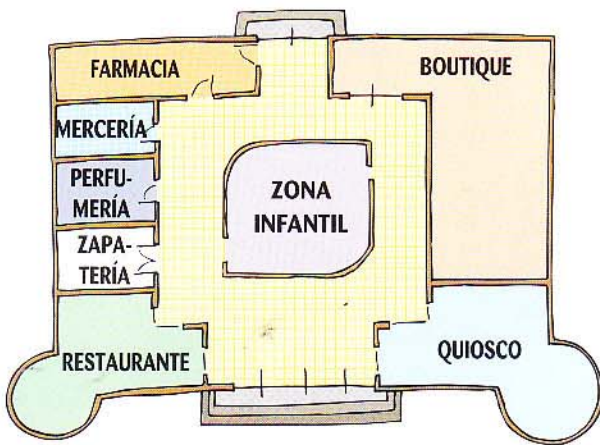 FARMACIA
BOUTIQUE
MERCERÍA
PERFU-
MERÍA
ZAPA-
TERÍA
ZONA
INFANTIL
RESTAURANTE
QUIOSCO